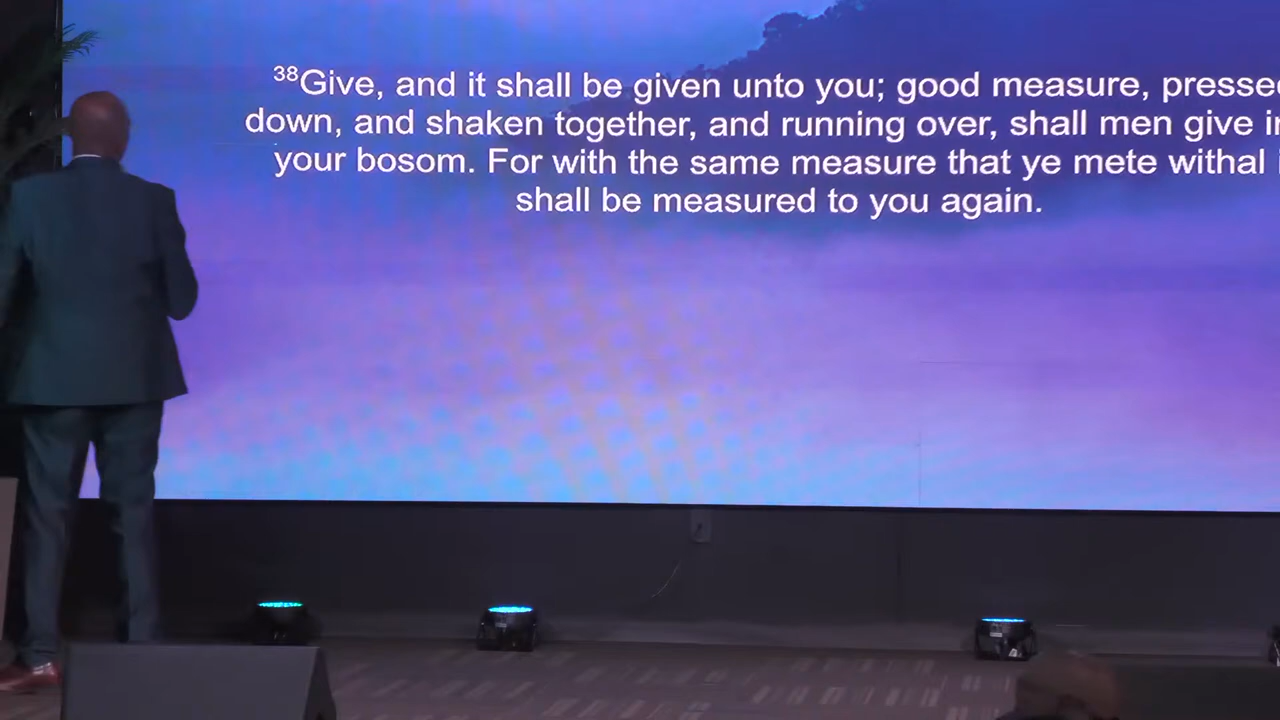 38Give, and it shall be given unto you; good measure,
down, and shaken together, and running over, shall men give
your bosom. For with the same measure that ye mete withal
shall be measured to you again.